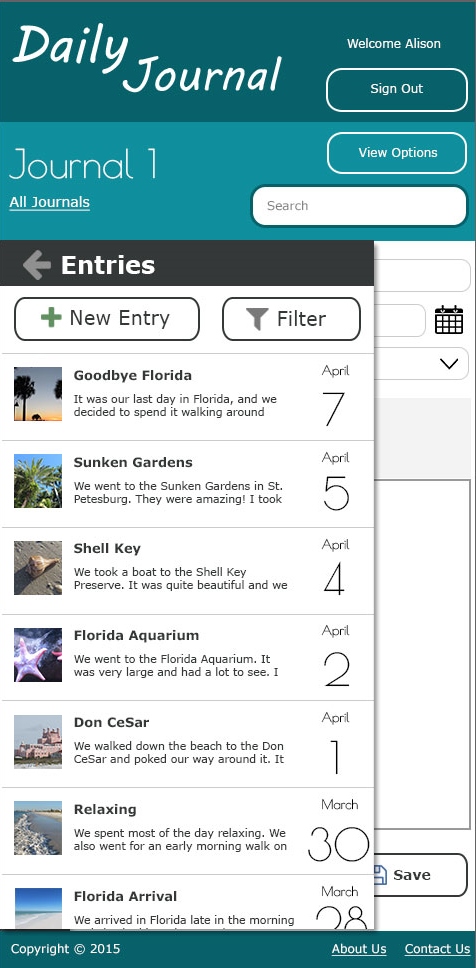 Daily Journal
Welcome Alison
Sign Out
Journal 1
View Options
All Journals
Search
Entries
New Entry
Filter
Goodbye Florida
It was our last day in Florida, and we
decided to spend it walking around
April
7
Sunken Gardens
We went to the Sunken Gardens in St.
Petesburg. They were amazing! I took
April
5
Shell Key
We took a boat to the Shell Key
Preserve. It was quite beautiful and we
April
4
Florida Aquarium
We went to the Florida Aquarium. It
was very large and had a lot to see. I
April
2
Don CeSar
We walked down the beach to the Don
CeSar and poked our way around it. It
April
1
Relaxing
We spent most of the day relaxing. We
also went for an early morning walk on
March
30
Florida Arrival
We arrived in Florida late in the morning
March
28
Save
Copyright © 2015
About Us
Contact Us